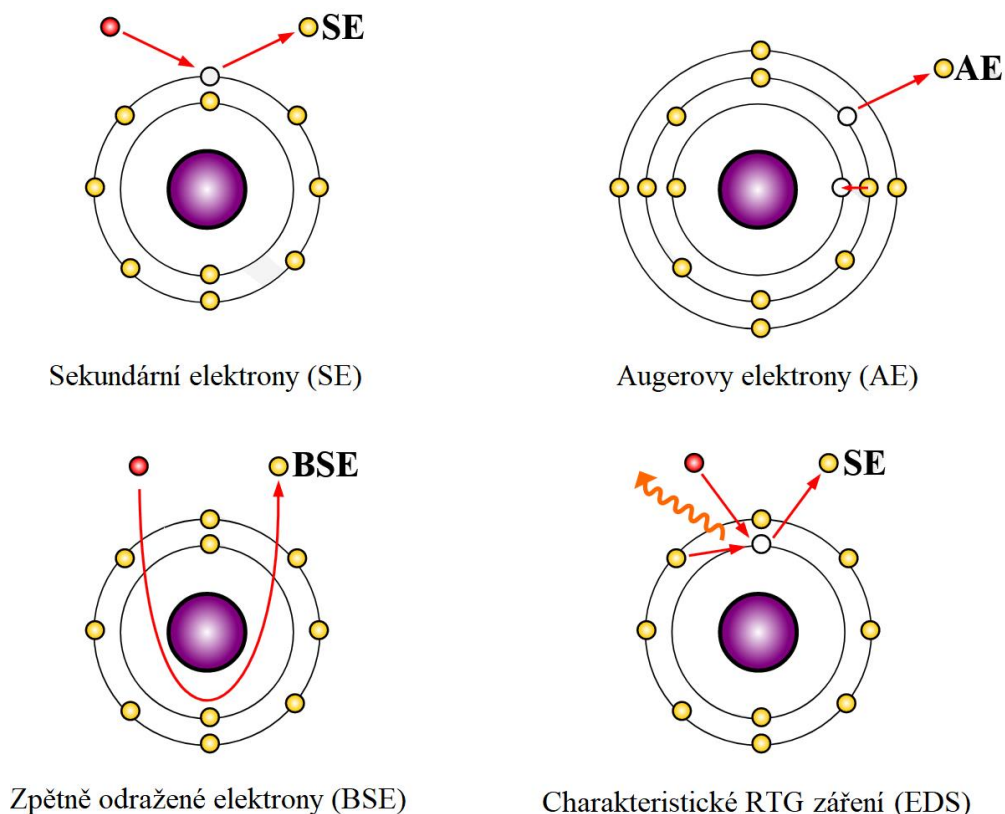 SE
AE
Sekundární elektrony (SE)
Augerovy elektrony (AE)
BSE
SE
Zpětně odražené elektrony (BSE)
Charakteristické RTG záření (EDS)